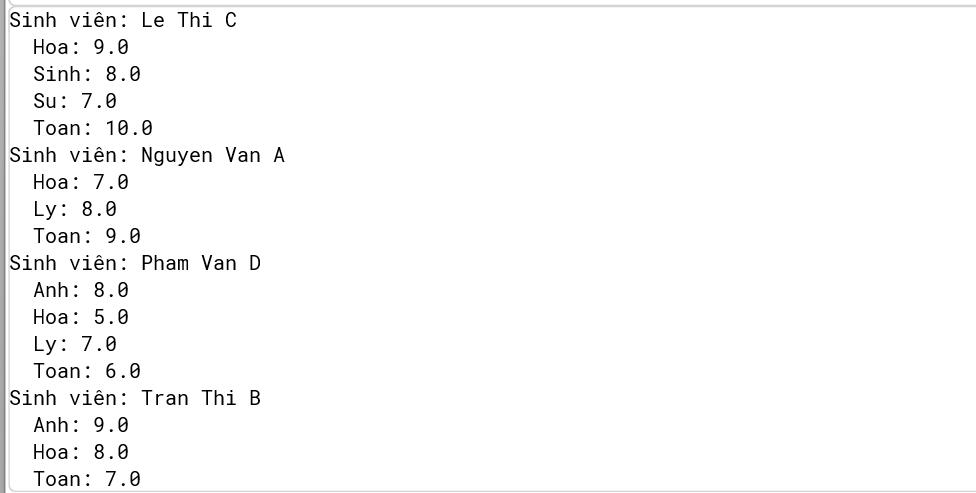 Sinh viên: Le Thi C
Hoa: 9.0
Sinh: 8.0
Su: 7.0
Toan: 10.0
Sinh viên: Nguyen Van A
Hoa: 7.0
Ly: 8.0
Toan: 9.0
Sinh viên: Pham Van D
Anh: 8.0
Hoa: 5.0
Ly: 7.0
Toan: 6.0
Sinh viên: Tran Thi B
Anh: 9.0
Hoa: 8.0
Toan: 7.0